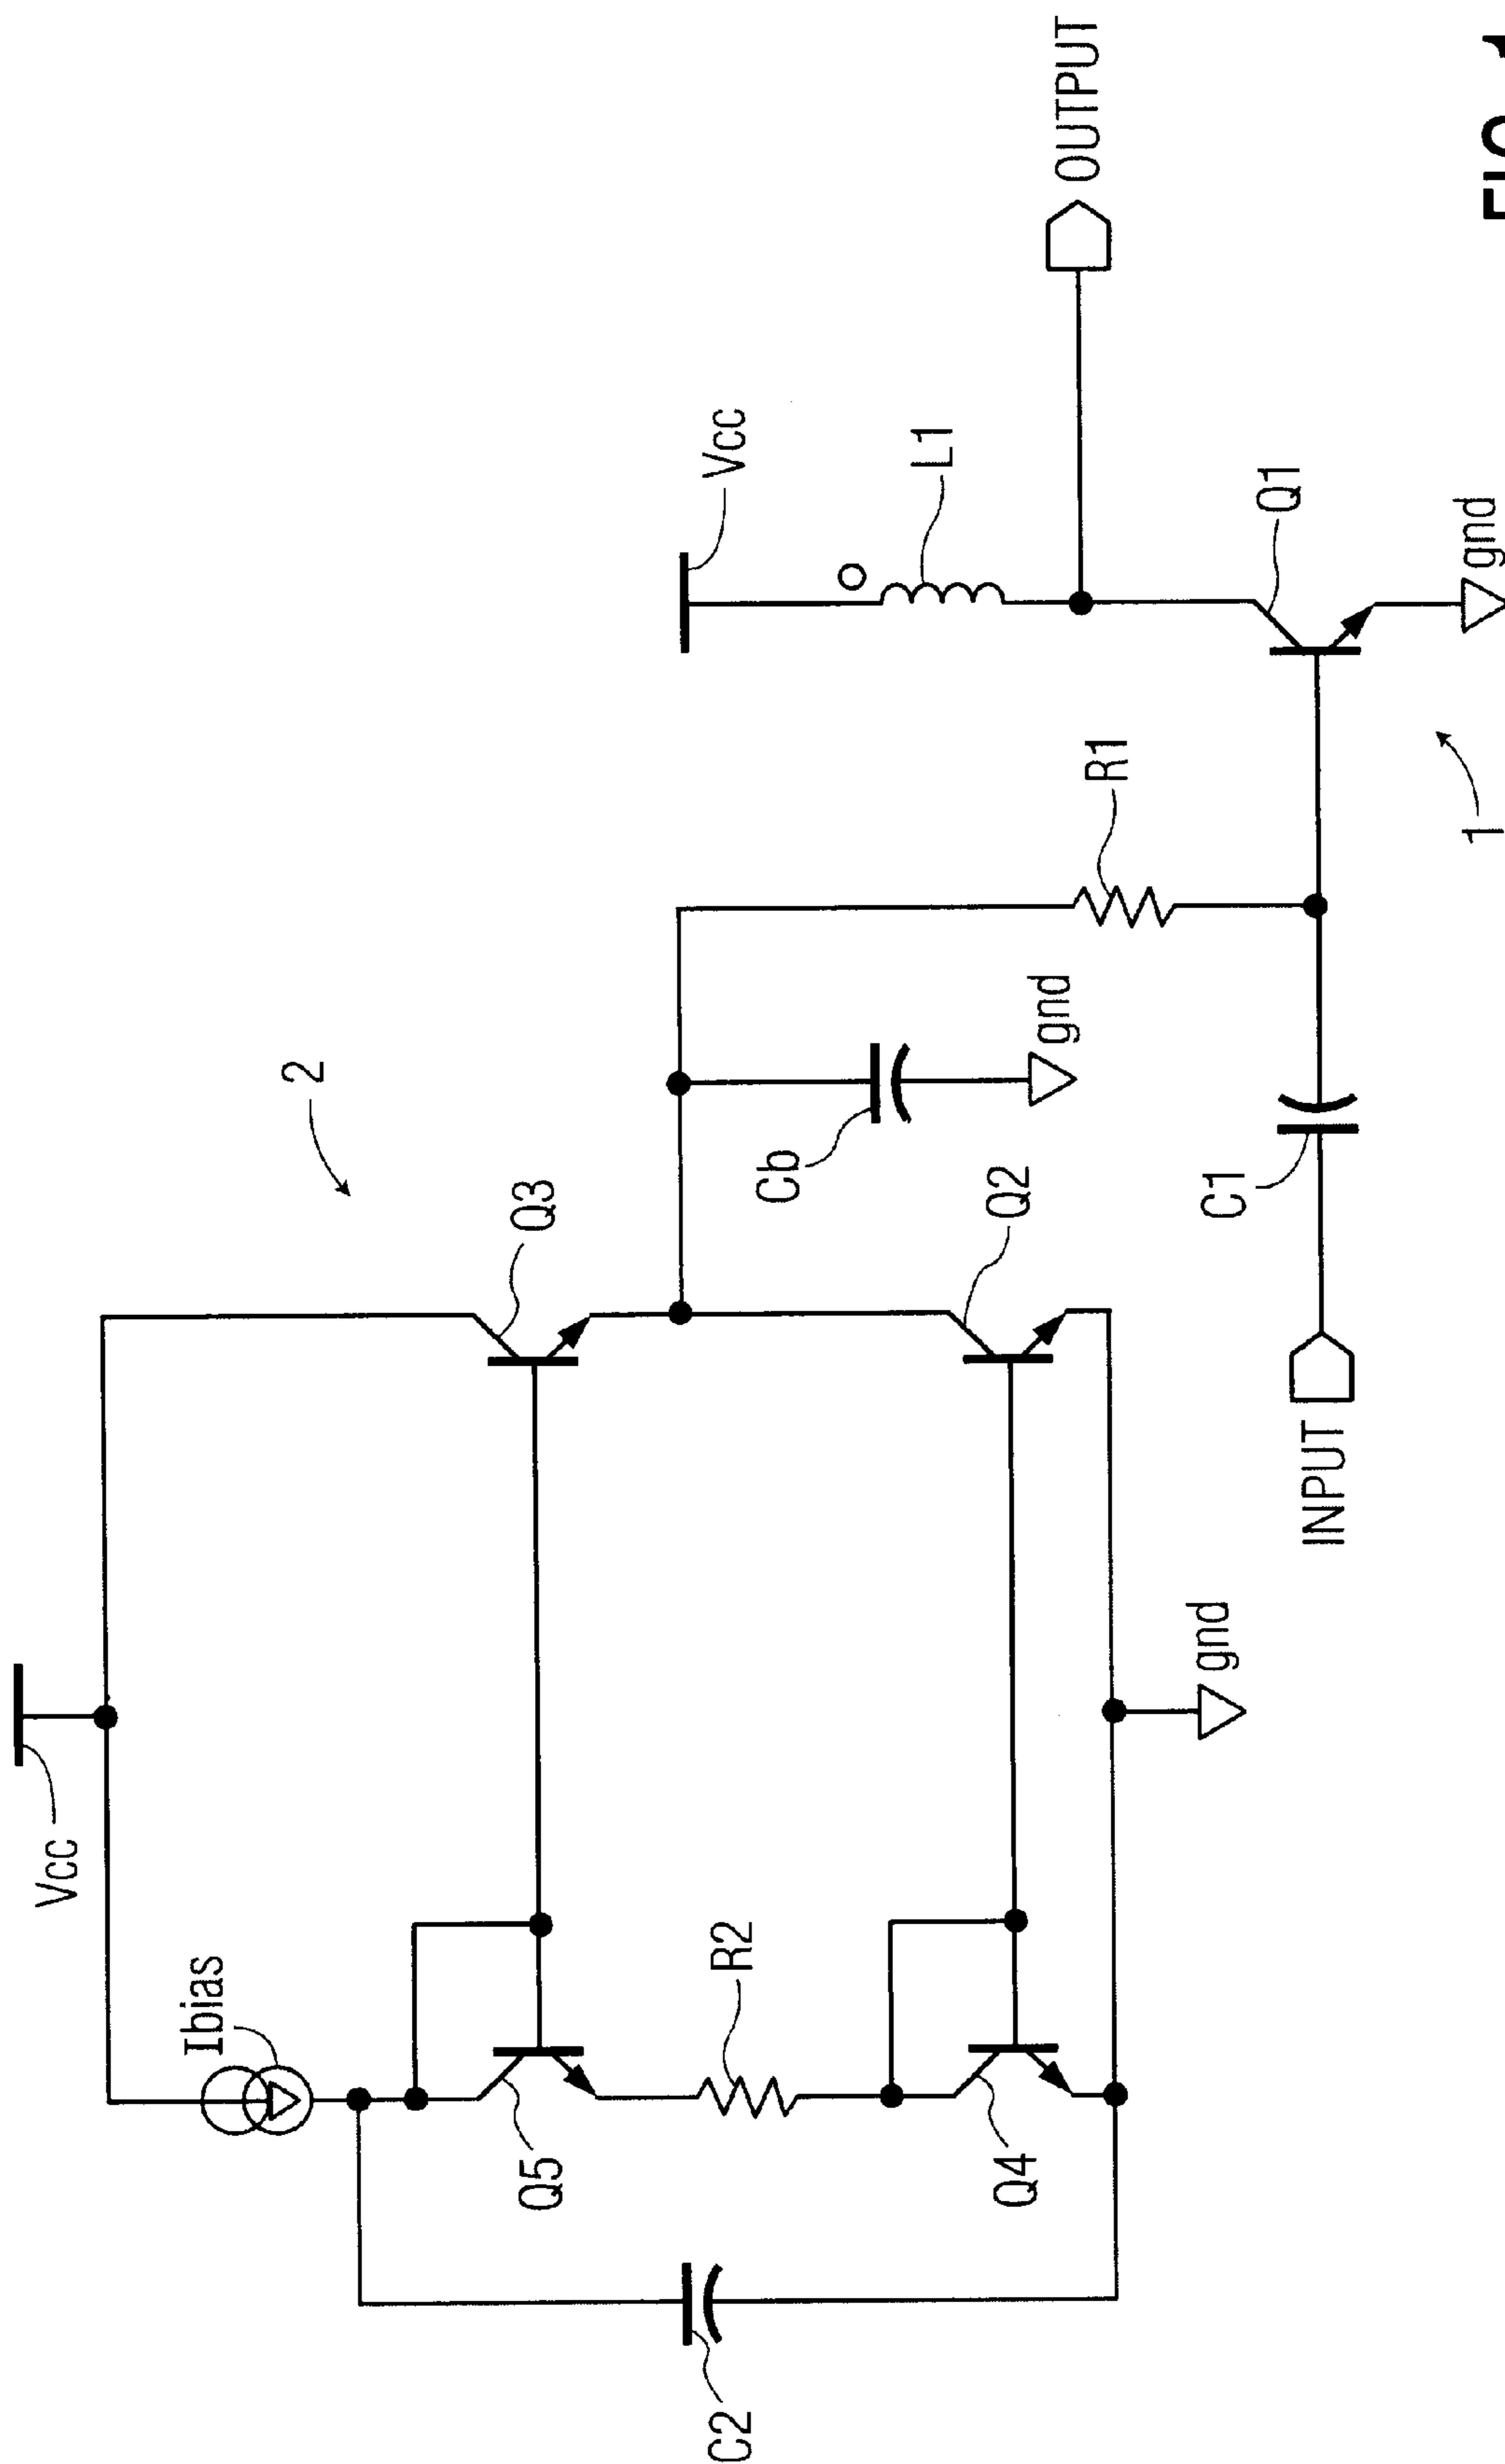 Vcc
Ibias
2
Q3
Q5
R2
C2
Cb
gnd
Vcc
L1
R1
OUTPUT
Q4
Q2
gnd
C1
INPUT
Q1
gnd
1